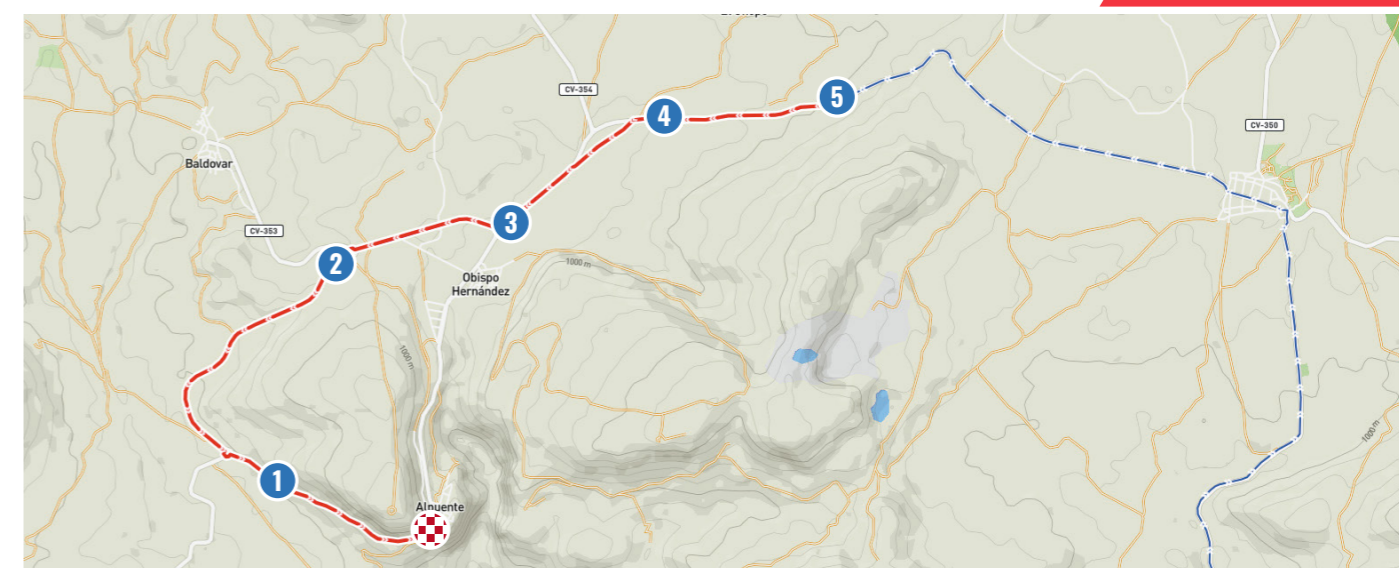 CV-354
5
4
CV-350
Baldovar
3
CV-353
2
1000 m
Obispo
Hernández
1000 m
1000 m
1
Alpuente